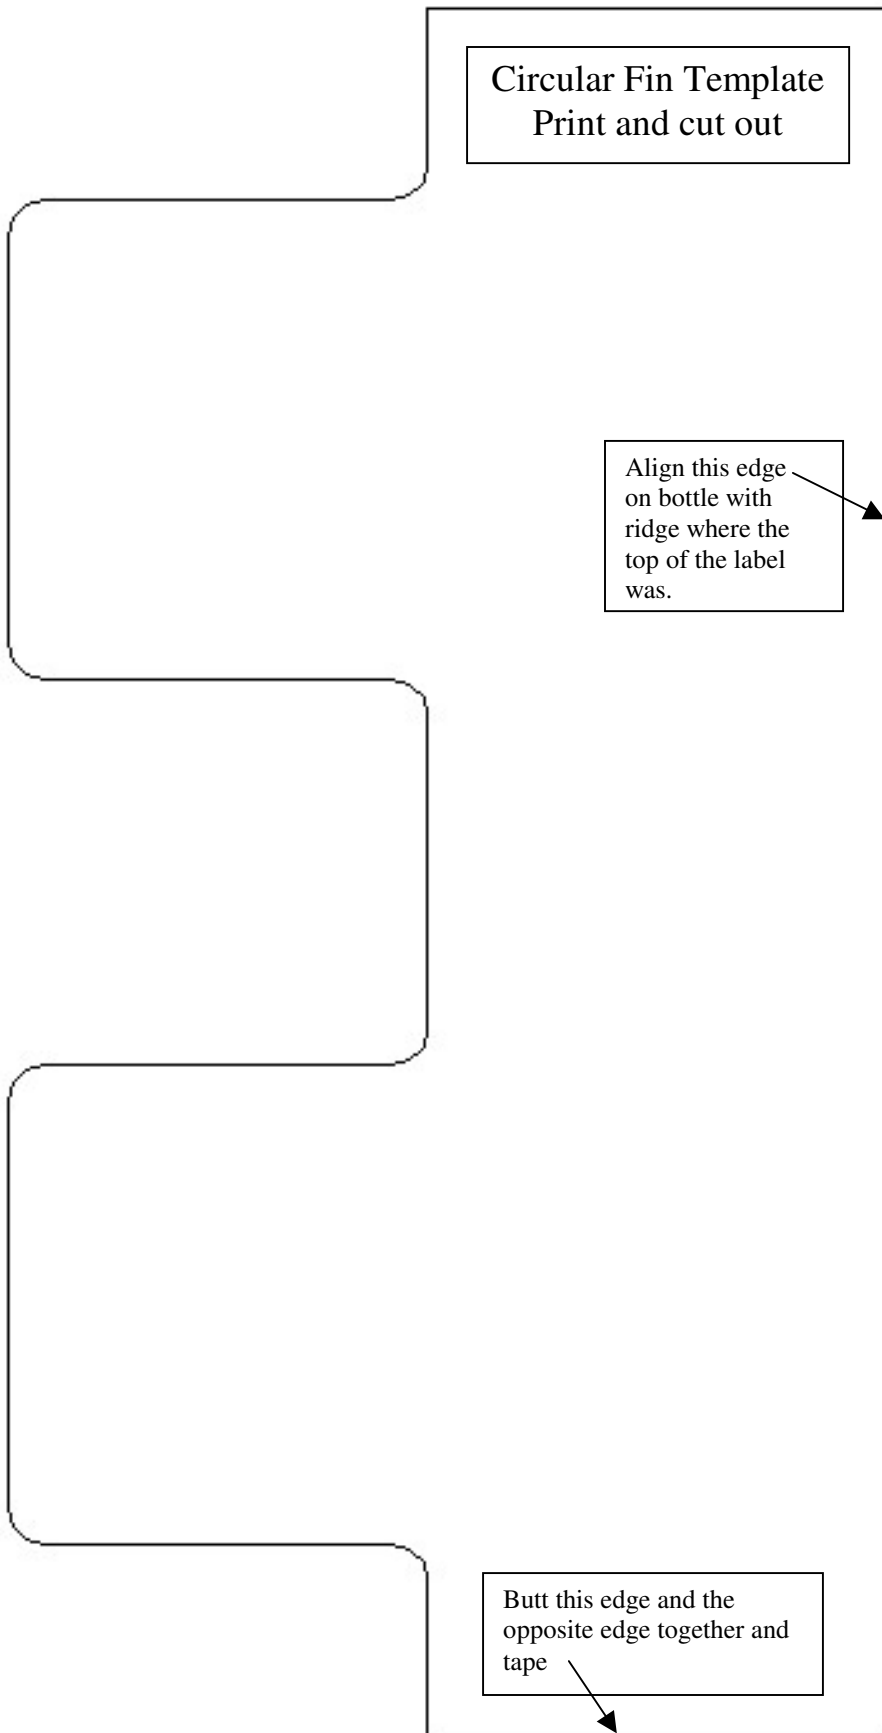 Circular Fin Template
Print and cut out
Align this edge
on bottle with
ridge where the
top of the label
was.
Butt this edge and the
opposite edge together and
tape